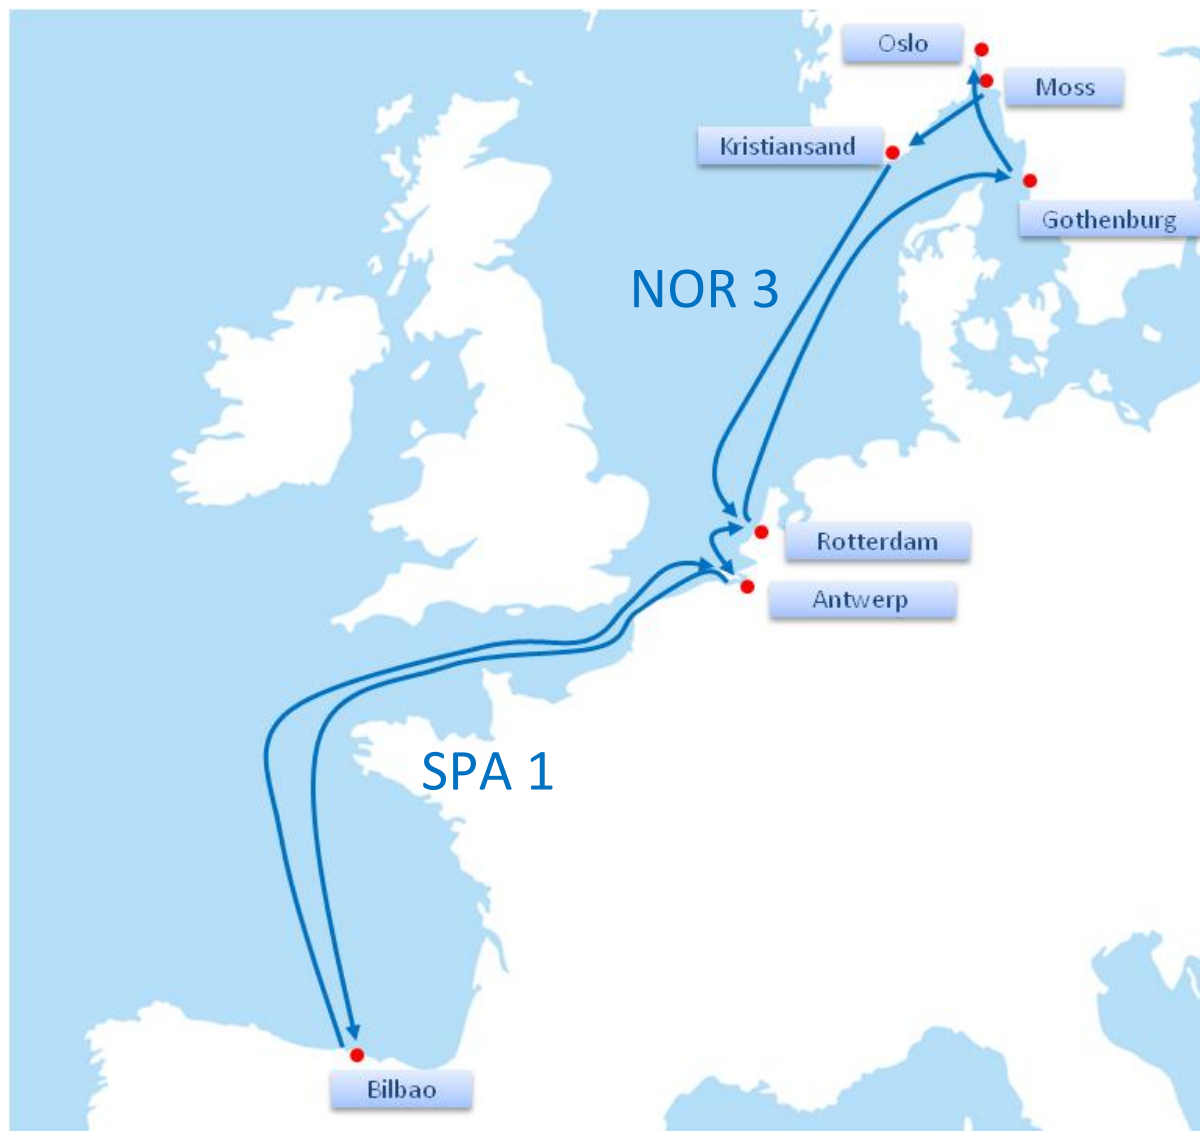 Oslo
Moss
Kristiansand
Gothenburg
NOR 3
Rotterdam
Antwerp
SPA 1
Bilbao